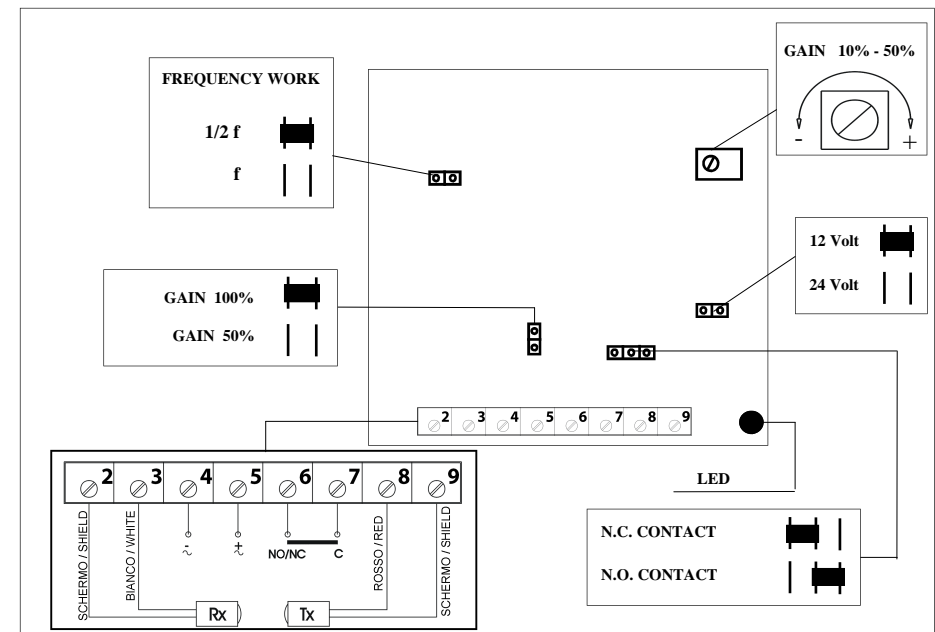 FREQUENCY WORK
1/2 f
f
GAIN 10% - 50%
- +
12 Volt
24 Volt
GAIN 100%
GAIN 50%
2 3 4 5 6 7 8 9
LED
2 3 4 5 6 7 8 9
SCHERMO / SHIELD
BIANCO / WHITE
- ~
+ ~
NO/NC C
ROSSO / RED
SCHERMO / SHIELD
Rx Tx
N.C. CONTACT
N.O. CONTACT